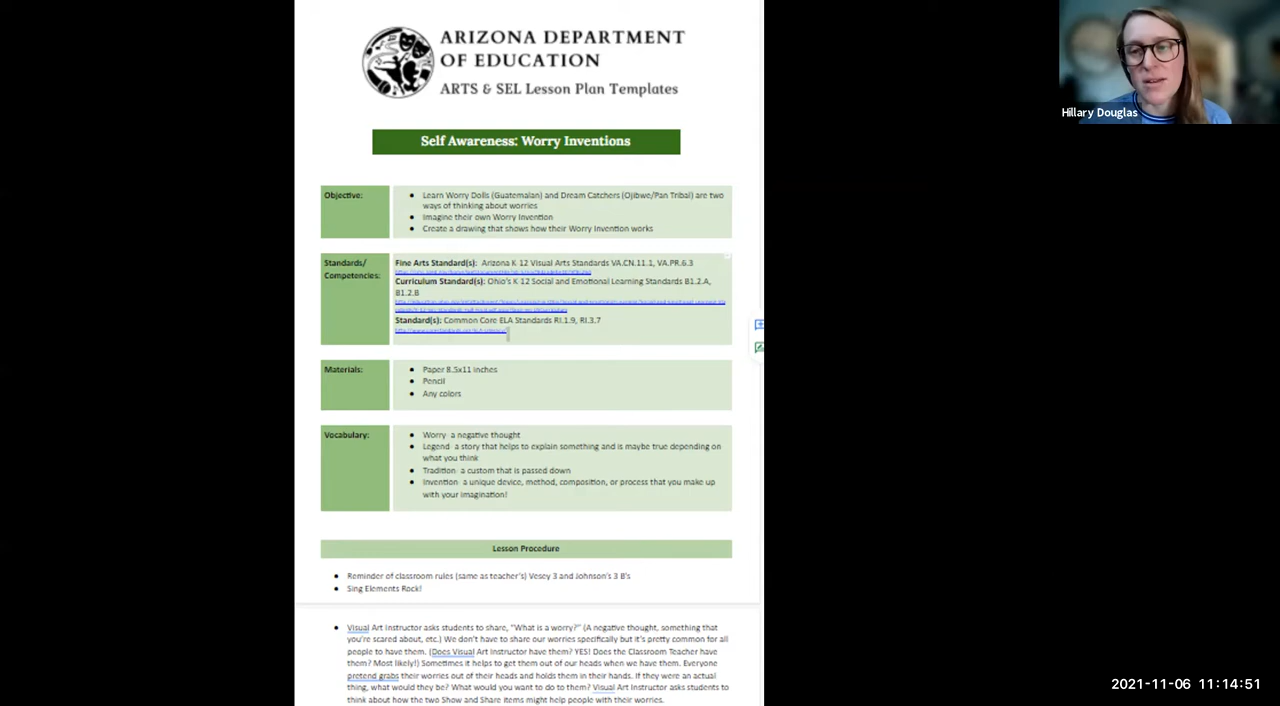 ARIZONA DEPARTMENT
OF EDUCATION
ARTS & SEL Lesson Plan Templates
Hillary Douglas
Self Awareness: Worry Inventions
Objective:
Learn Worry Dolls (Guatemalan) and Dream Catchers (Ojibwe/Pan Tribal) are two
ways of thinking about worries
Imagine their own Worry Invention
Create a drawing that shows how their Worry Invention works
Standards/
Competencies:
Fine Arts Standard(s): Arizona K-12 Visual Arts Standards VA.CN.11.1, VA.PR.6.3
Curriculum Standard(s): Ohio's K-12 Social and Emotional Learning Standards B1.2.A,
B1.2.B
Standard(s): Common Core ELA Standards RI.1.9, RI.3.7
Materials:
Paper 8.5x11 inches
Pencil
Any colors
Vocabulary:
Worry- a negative thought
Legend- a story that helps to explain something and is maybe true depending on
what you think
Tradition- a custom that is passed down
Invention- a unique device, method, composition, or process that you make up
with your imagination!
Lesson Procedure
Reminder of classroom rules (same as teacher's) Vesey 3 and Johnson's 3 B's
Sing Elements Rock!
Visual Art Instructor asks students to share, "What is a worry?" (A negative thought, something that
you're scared about, etc.) We don't have to share our worries specifically but it's pretty common for all
people to have them. (Does Visual Art Instructor have them? YES! Does the Classroom Teacher have
them? Most likely!) Sometimes it helps to get them out of our heads when we have them. Everyone
pretend grabs their worries out of their heads and holds them in their hands. If they were an actual
thing, what would they be? What would you want to do to them? Visual Art Instructor asks students to
think about how the two Show and Share items might help people with their worries.
2021-11-06 11:14:51